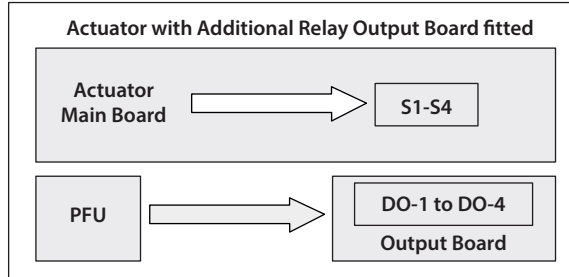 Actuator with Additional Relay Output Board fitted
Actuator
Main Board
S1-S4
PFU
DO-1 to DO-4
Output Board